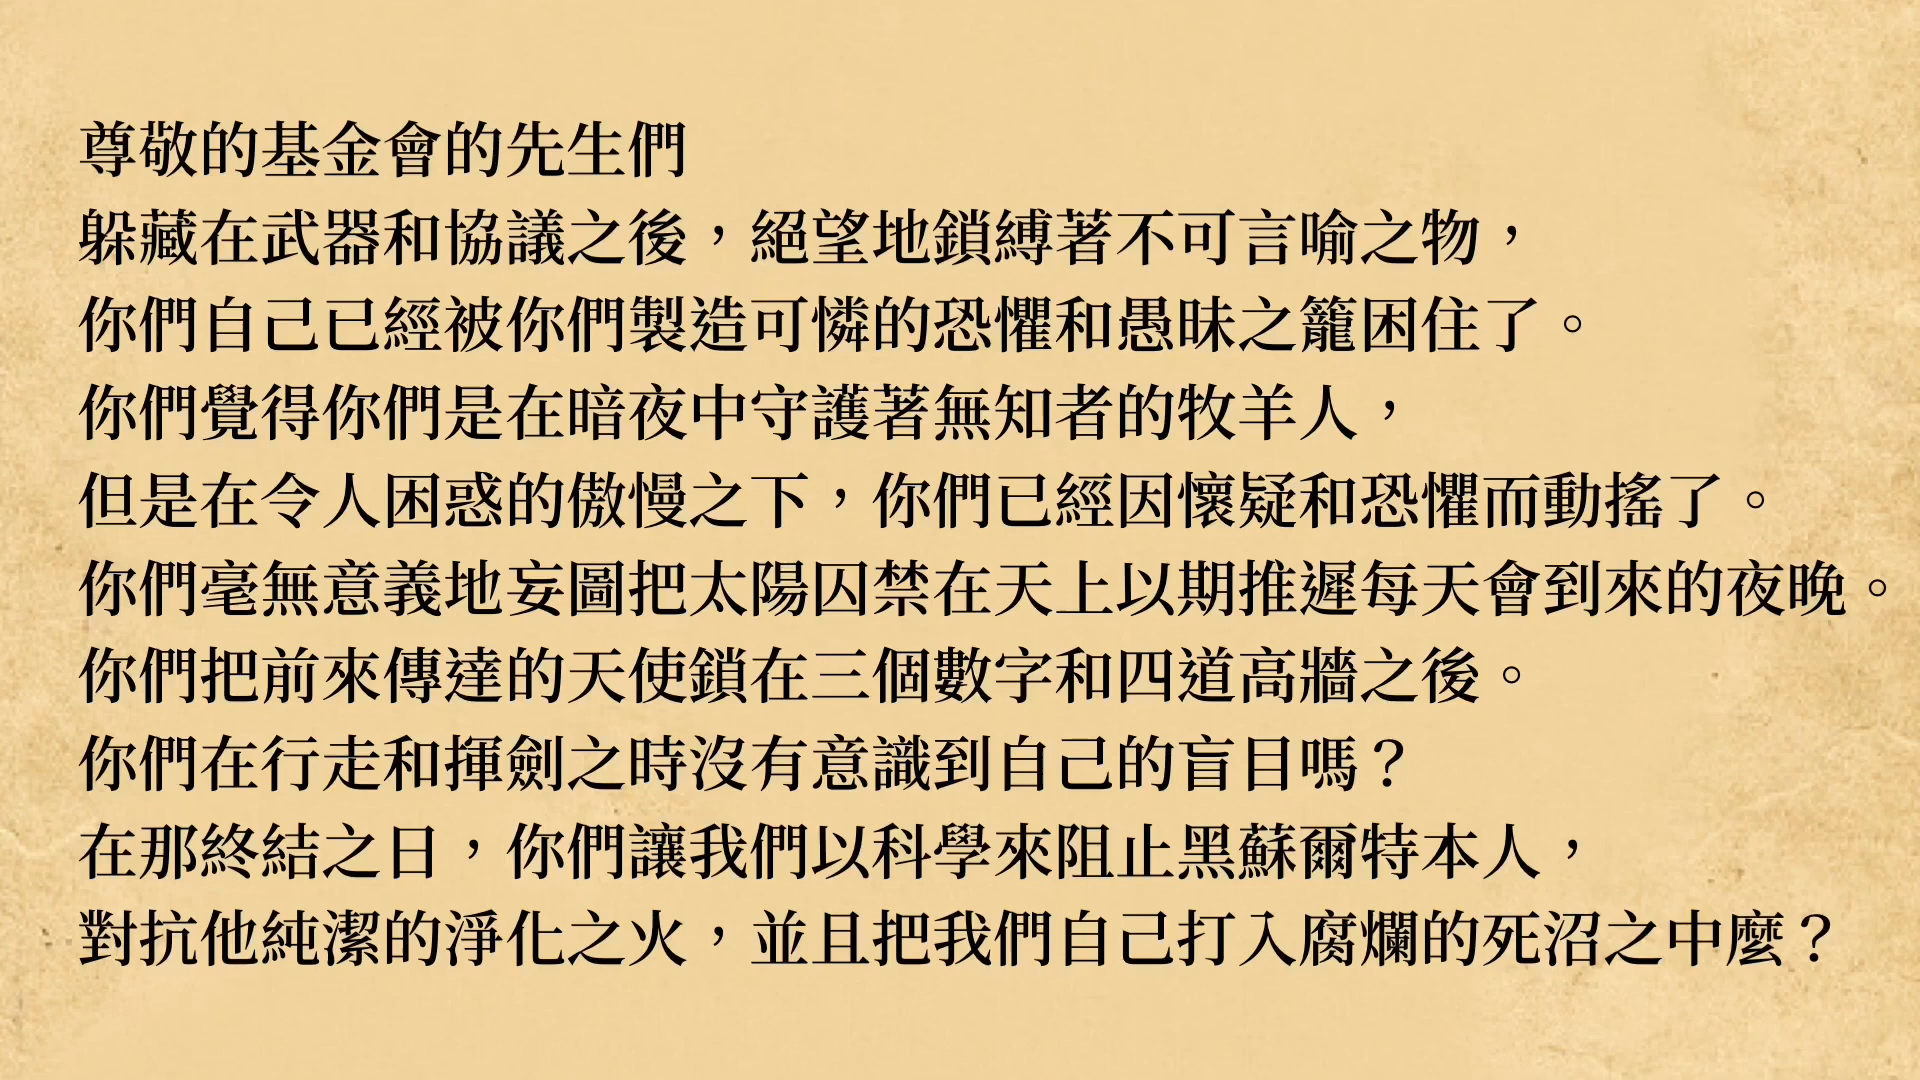 尊敬的基金會的先生們
躲藏在武器和協議之後，絕望地鎖縛著不可言喻之物，
你們自己已經被你們製造可憐的恐懼和愚昧之籠困住了。
你們覺得你們是在暗夜中守護著無知者的牧羊人，
但是在令人困惑的傲慢之下，你們已經因懷疑和恐懼而動搖了。
你們毫無意義地妄圖把太陽囚禁在天上以期推遲每天會到來的夜晚。
你們把前來傳達的天使鎖在三個數字和四道高牆之後。
你們在行走和揮劍之時沒有意識到自己的盲目嗎？
在那終結之日，你們讓我們以科學來阻止黑蘇爾特本人，
對抗他純潔的淨化之火，並且把我們自己打入腐爛的死沼之中麼？